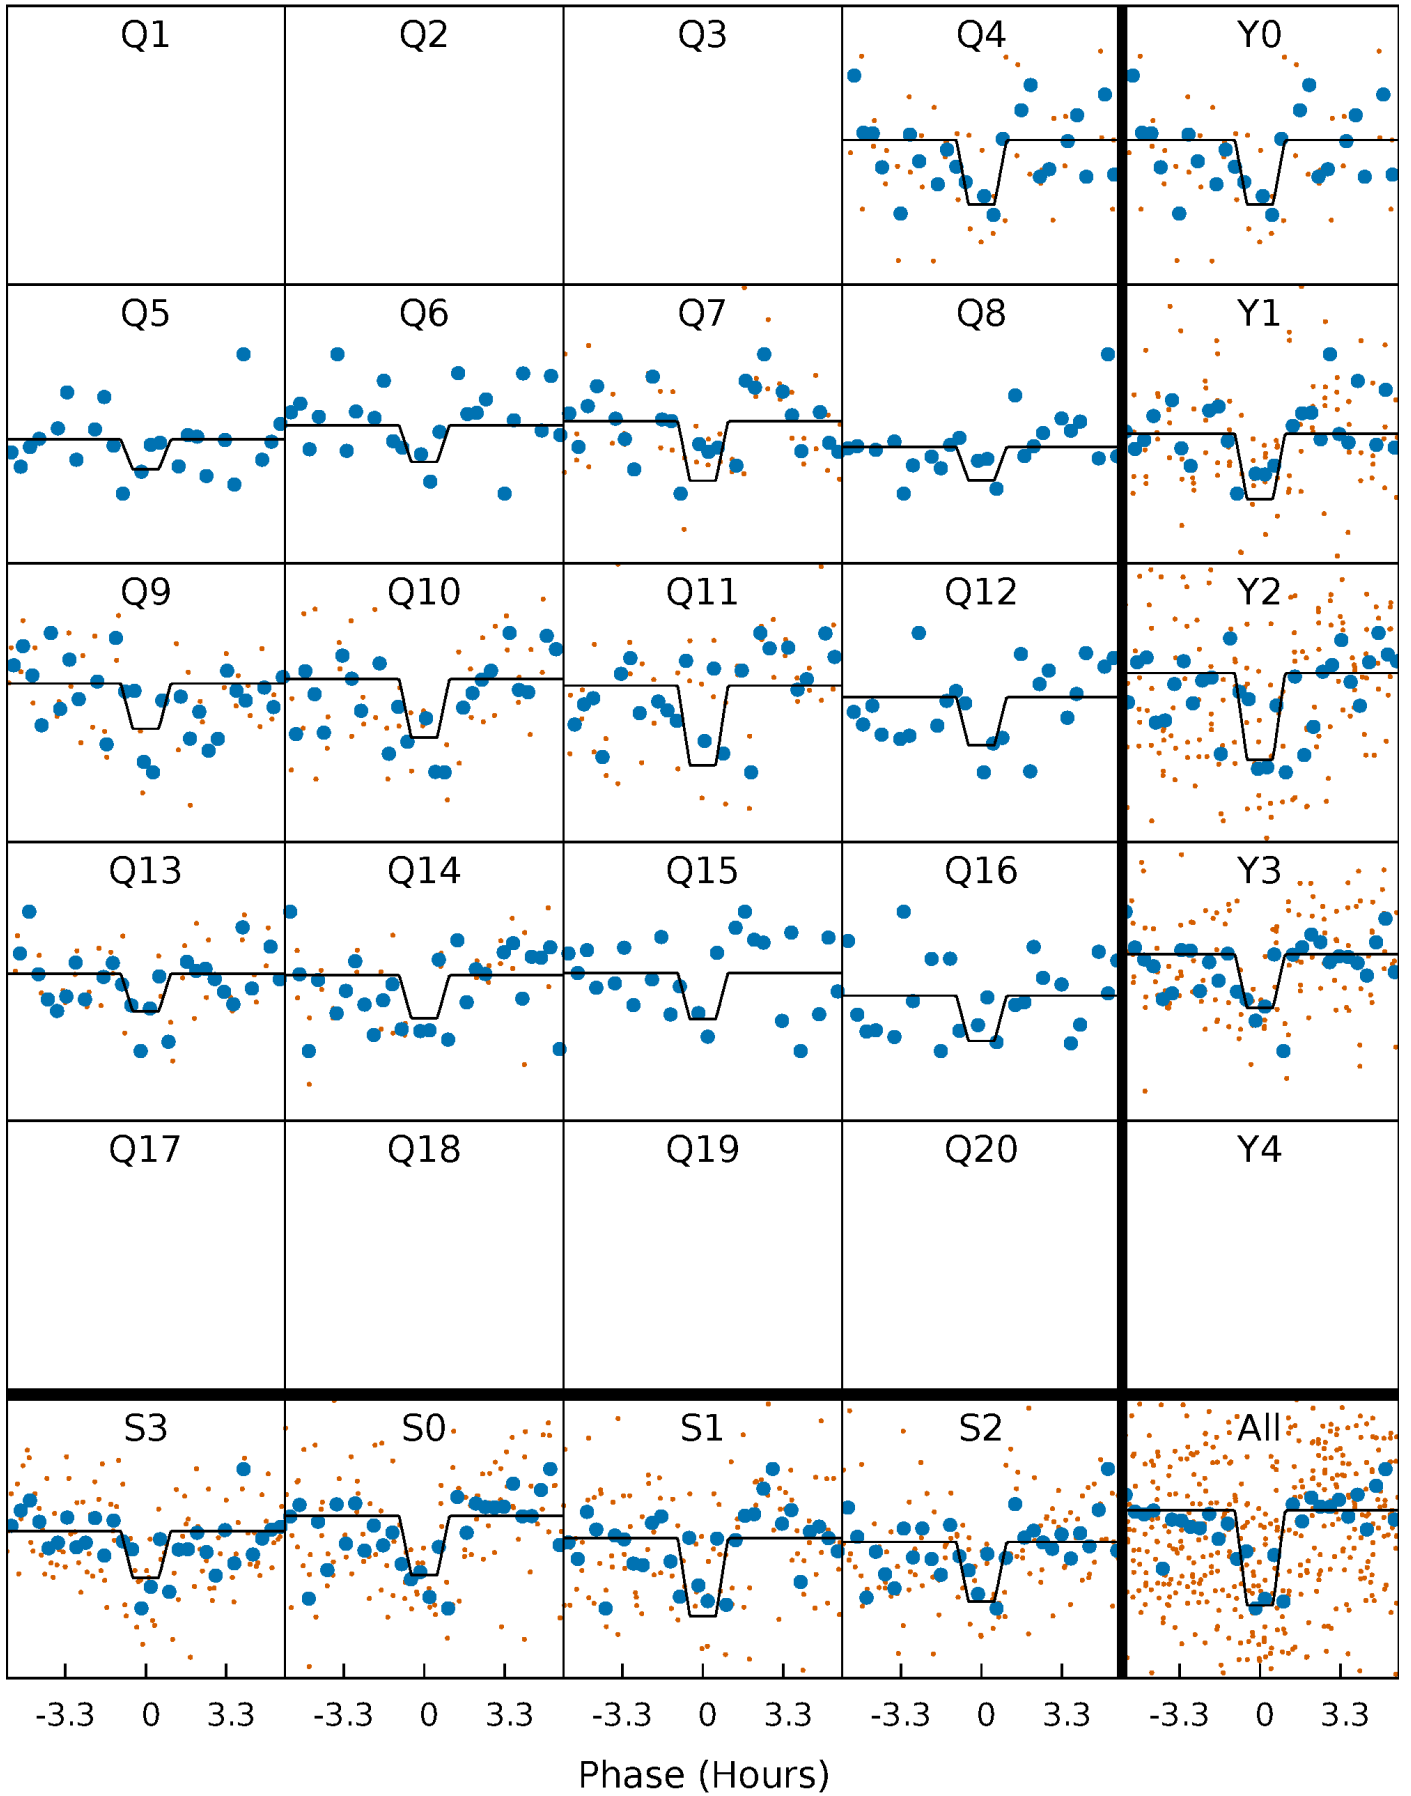 Q1 Q2 Q3 Q4 Y0
Q5 Q6 Q7 Q8 Y1
Q9 Q10 Q11 Q12 Y2
Q13 Q14 Q15 Q16 Y3
Q17 Q18 Q19 Q20 Y4
S3 S0 S1 S2 All
-3.3 0 3.3 -3.3 0 3.3 -3.3 0 3.3 -3.3 0 3.3 -3.3 0 3.3
Phase (Hours)